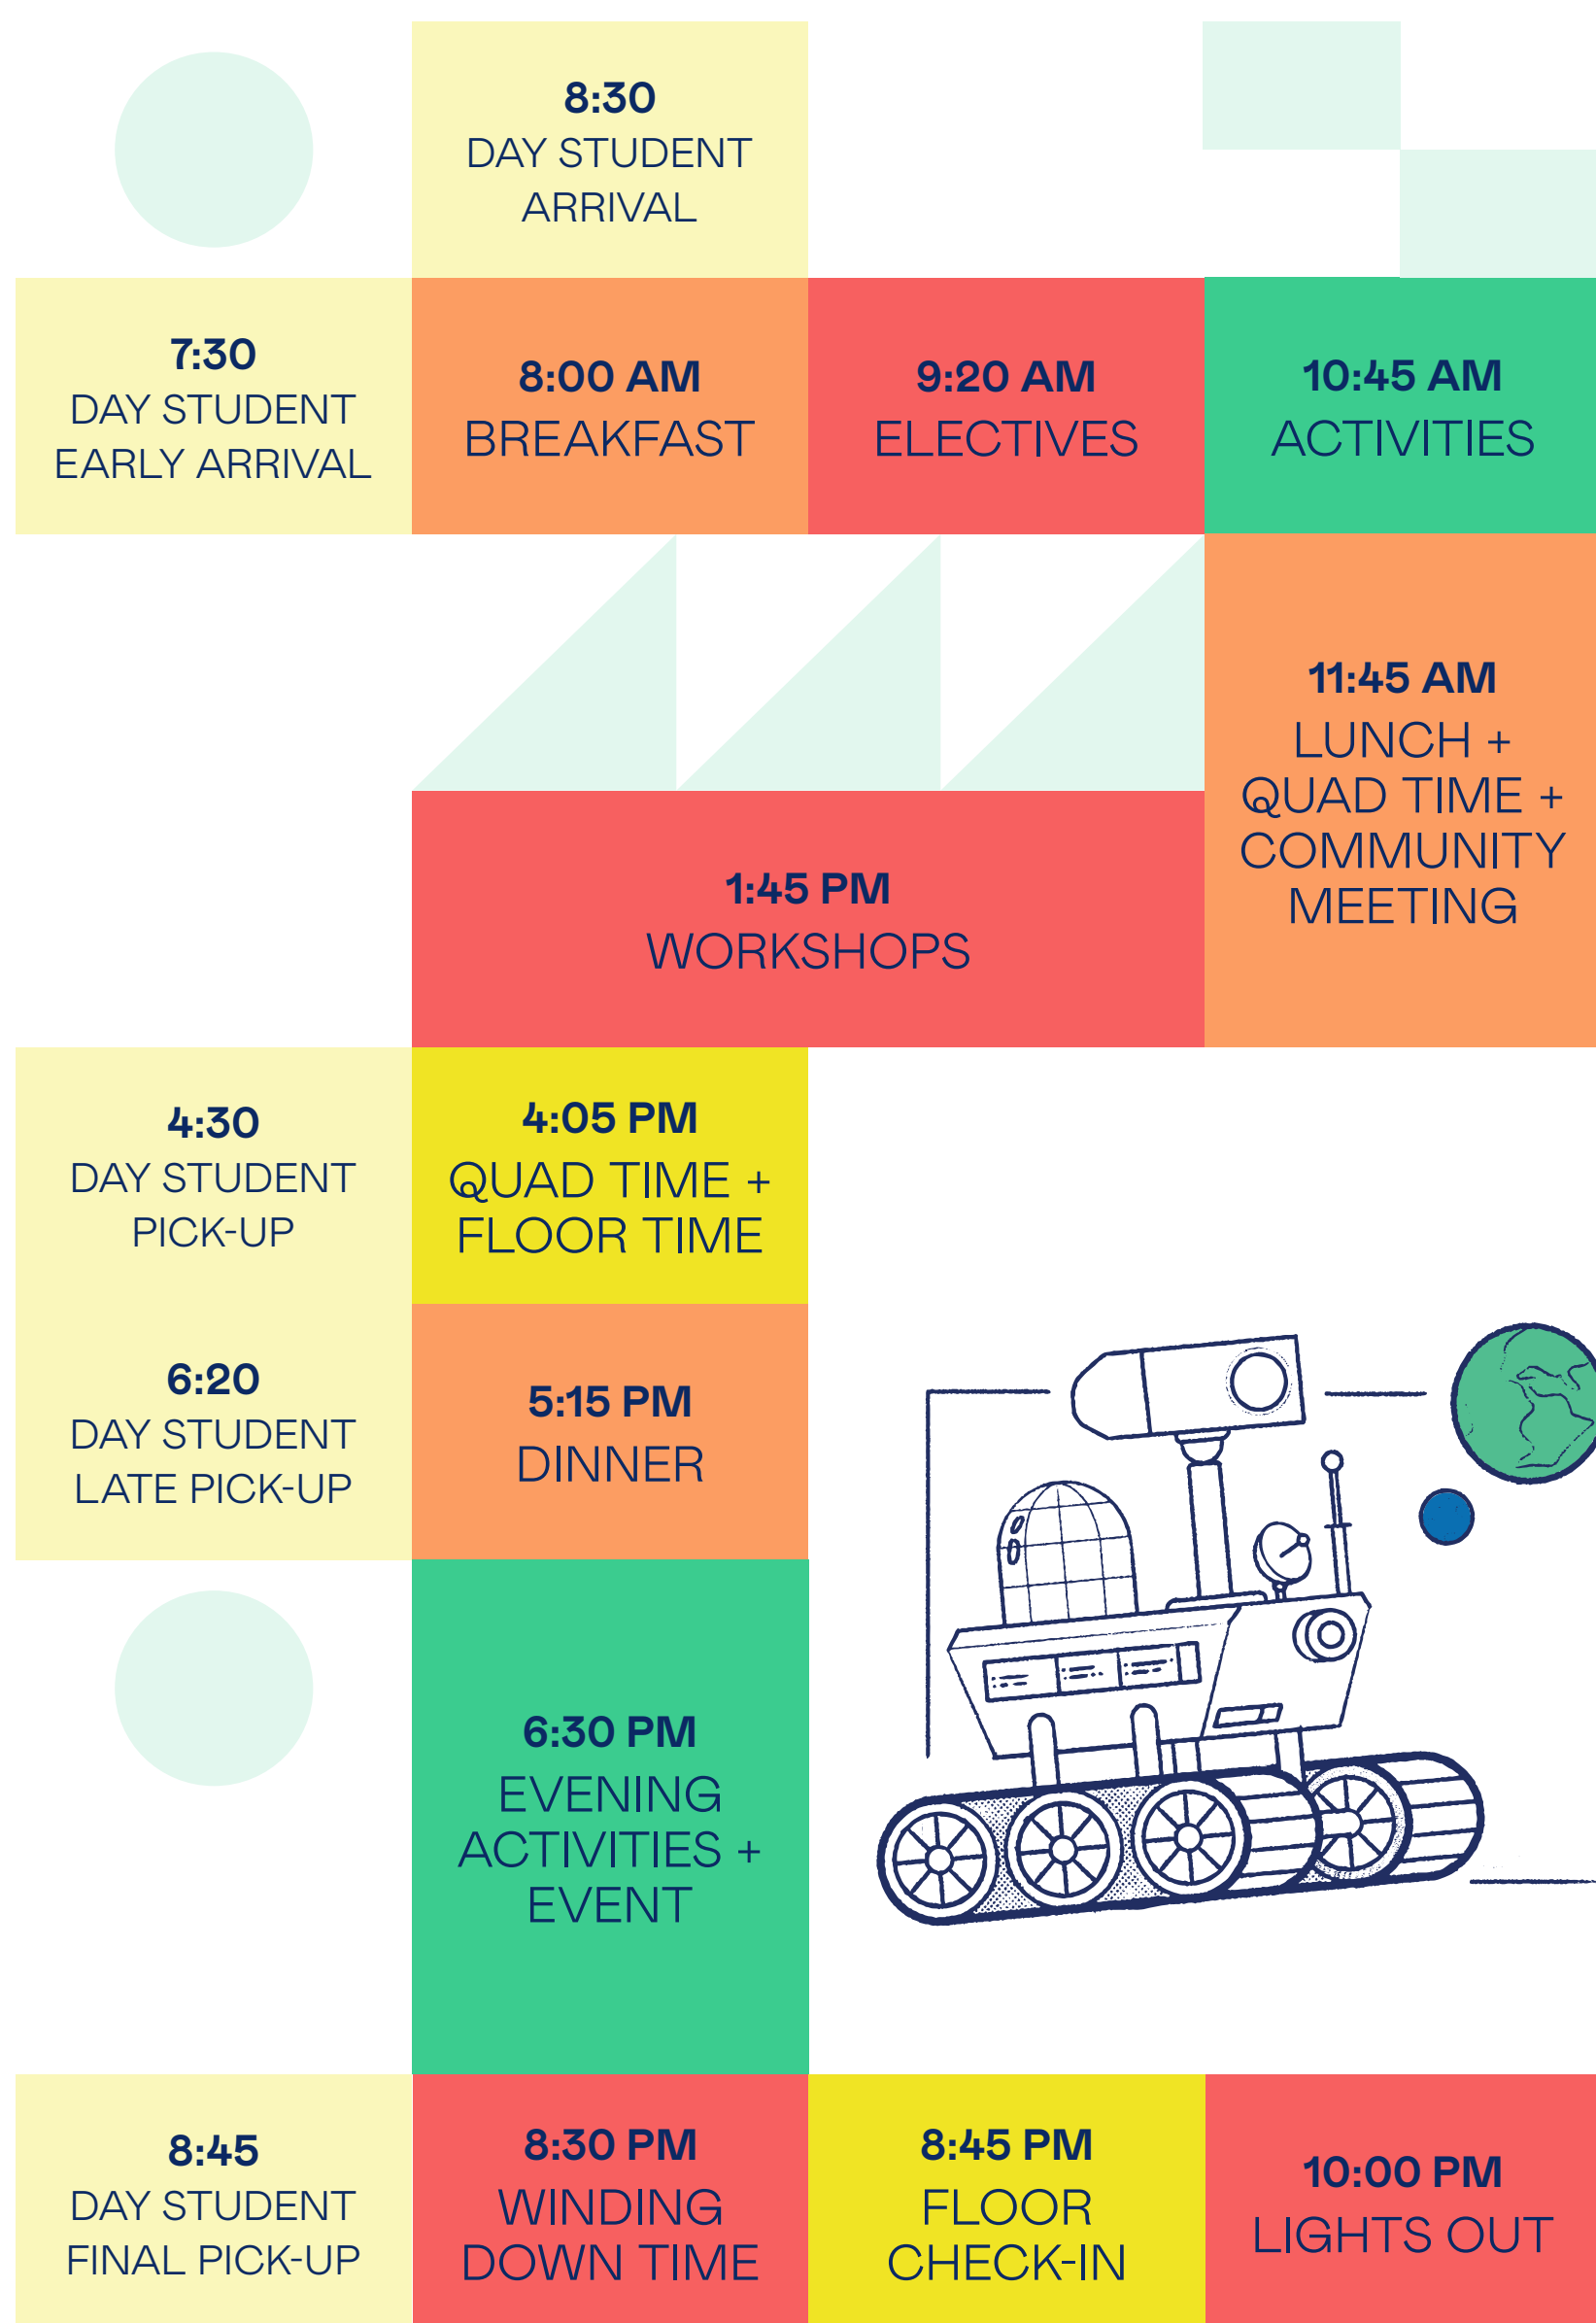 8:30
DAY STUDENT
ARRIVAL
7:30
DAY STUDENT
EARLY ARRIVAL
8:00 AM
BREAKFAST
9:20 AM
ELECTIVES
10:45 AM
ACTIVITIES
11:45 AM
LUNCH +
QUAD TIME +
COMMUNITY
MEETING
1:45 PM
WORKSHOPS
4:30
DAY STUDENT
PICK-UP
4:05 PM
QUAD TIME +
FLOOR TIME
6:20
DAY STUDENT
LATE PICK-UP
5:15 PM
DINNER
6:30 PM
EVENING
ACTIVITIES +
EVENT
8:45
DAY STUDENT
FINAL PICK-UP
8:30 PM
WINDING
DOWN TIME
8:45 PM
FLOOR
CHECK-IN
10:00 PM
LIGHTS OUT